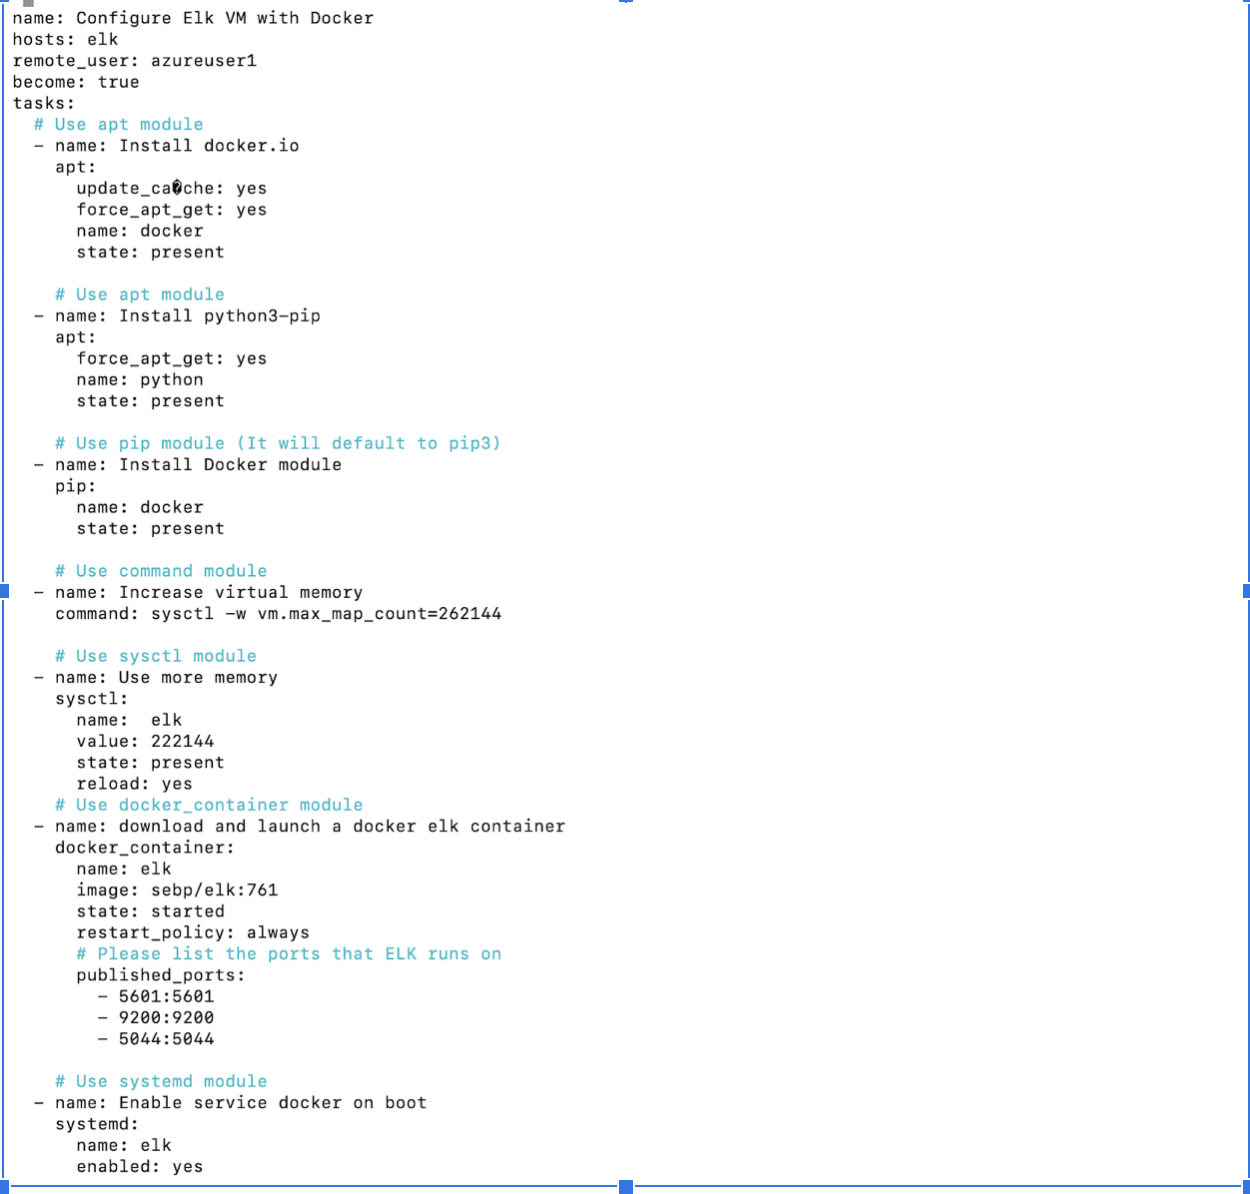 name: Configure Elk VM with Docker
hosts: elk
remote_user: azureuser1
become: true
tasks:
  # Use apt module
  - name: Install docker.io
    apt:
      update_ca�che: yes
      force_apt_get: yes
      name: docker
      state: present

    # Use apt module
  - name: Install python3-pip
    apt:
      force_apt_get: yes
      name: python
      state: present

    # Use pip module (It will default to pip3)
  - name: Install Docker module
    pip:
      name: docker
      state: present

    # Use command module
  - name: Increase virtual memory
    command: sysctl -w vm.max_map_count=262144

    # Use sysctl module
  - name: Use more memory
    sysctl:
      name:  elk
      value: 222144
      state: present
      reload: yes
    # Use docker_container module
  - name: download and launch a docker elk container
    docker_container:
      name: elk
      image: sebp/elk:761
      state: started
      restart_policy: always
      # Please list the ports that ELK runs on
      published_ports:
        - 5601:5601
        - 9200:9200
        - 5044:5044

    # Use systemd module
  - name: Enable service docker on boot
    systemd:
      name: elk
      enabled: yes